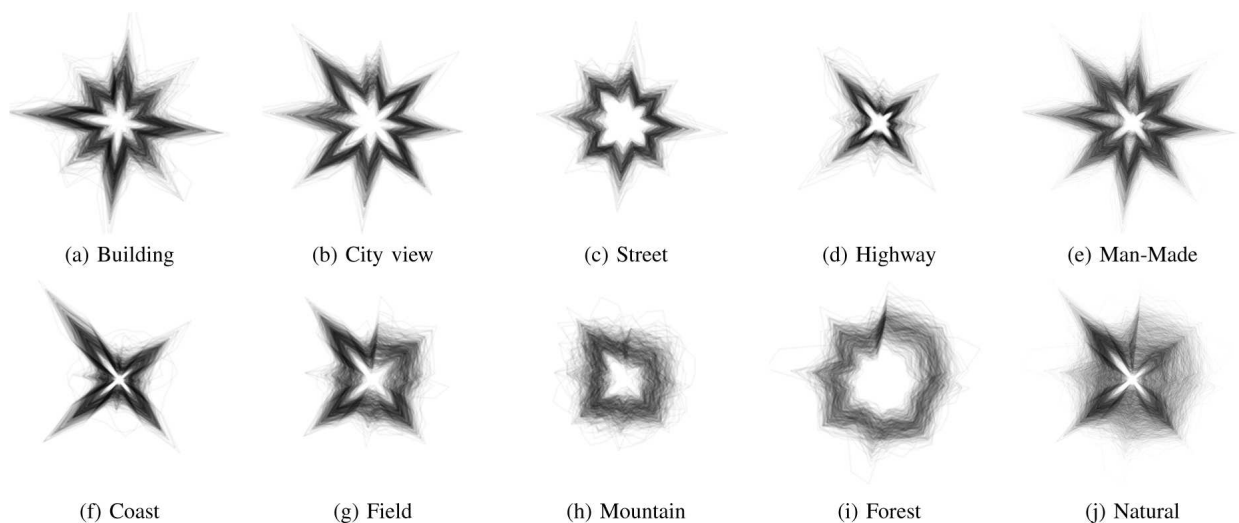 (a) Building
(b) City view
(c) Street
(d) Highway
(e) Man-Made
(f) Coast
(g) Field
(h) Mountain
(i) Forest
(j) Natural